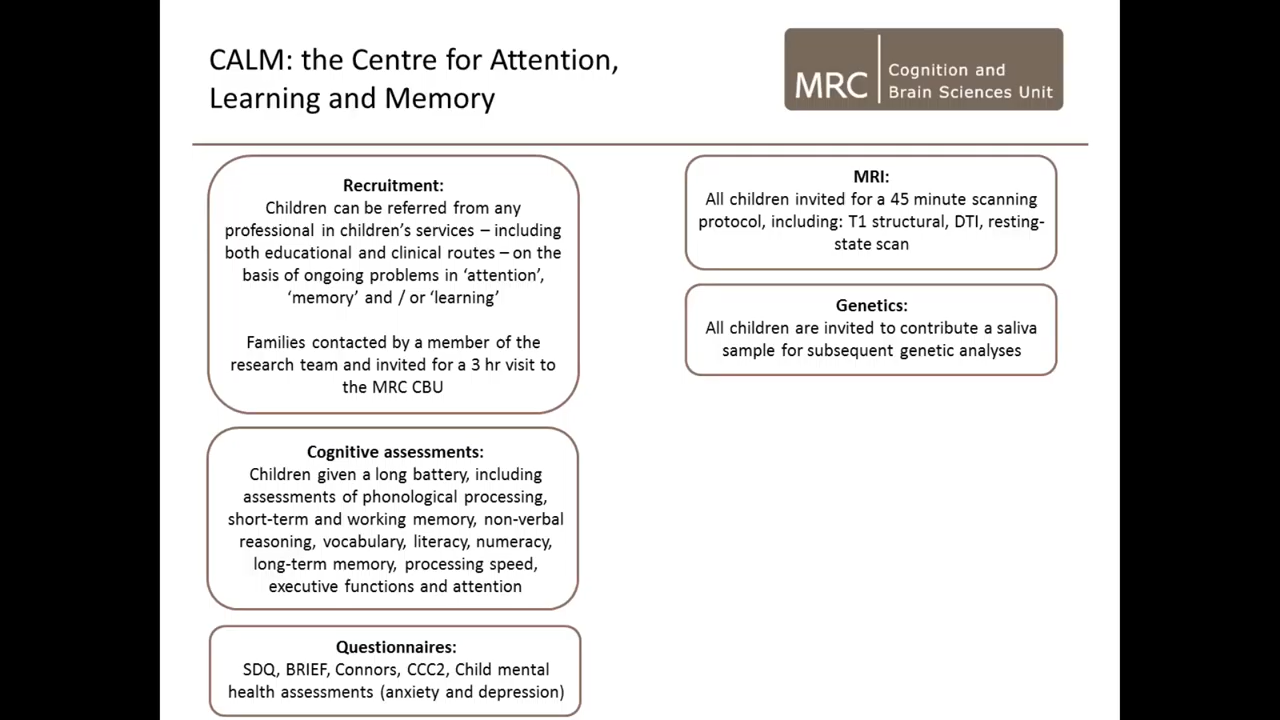 CALM: the Centre for Attention,
Learning and Memory
MRC
Cognition and
Brain Sciences Unit
Recruitment:
Children can be referred from any
professional in children’s services – including
both educational and clinical routes – on the
basis of ongoing problems in ‘attention’,
‘memory’ and / or ‘learning’
Families contacted by a member of the
research team and invited for a 3 hr visit to
the MRC CBU
Cognitive assessments:
Children given a long battery, including
assessments of phonological processing,
short-term and working memory, non-verbal
reasoning, vocabulary, literacy, numeracy,
long-term memory, processing speed,
executive functions and attention
Questionnaires:
SDQ, BRIEF, Connors, CCC2, Child mental
health assessments (anxiety and depression)
MRI:
All children invited for a 45 minute scanning
protocol, including: T1 structural, DTI, resting-
state scan
Genetics:
All children are invited to contribute a saliva
sample for subsequent genetic analyses